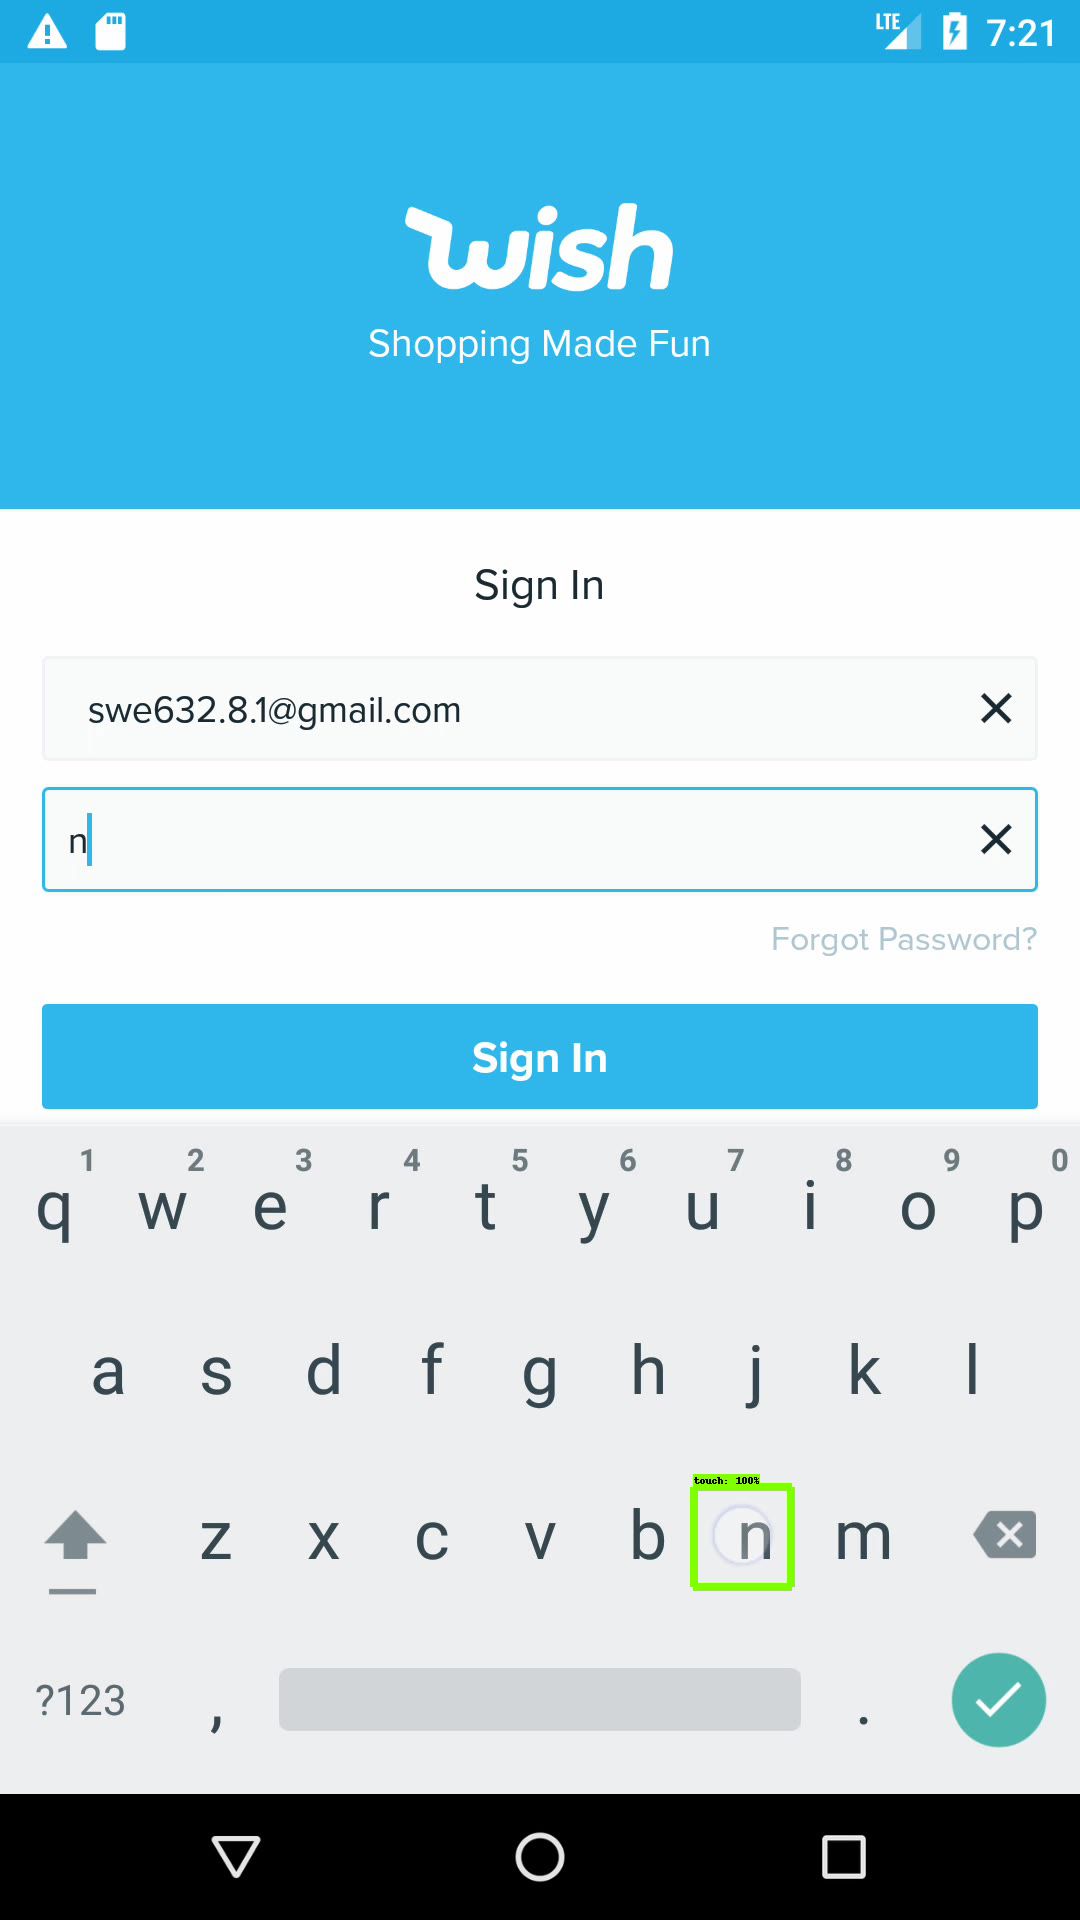 LTE 7:21
wish
Shopping Made Fun
Sign In
swe632.8.1@gmail.com
n
Forgot Password?
Sign In
1 2 3 4 5 6 7 8 9 0
q w e r t y u i o p
a s d f g h j k l
touch: 100%
z x c v b n m
?123 , .